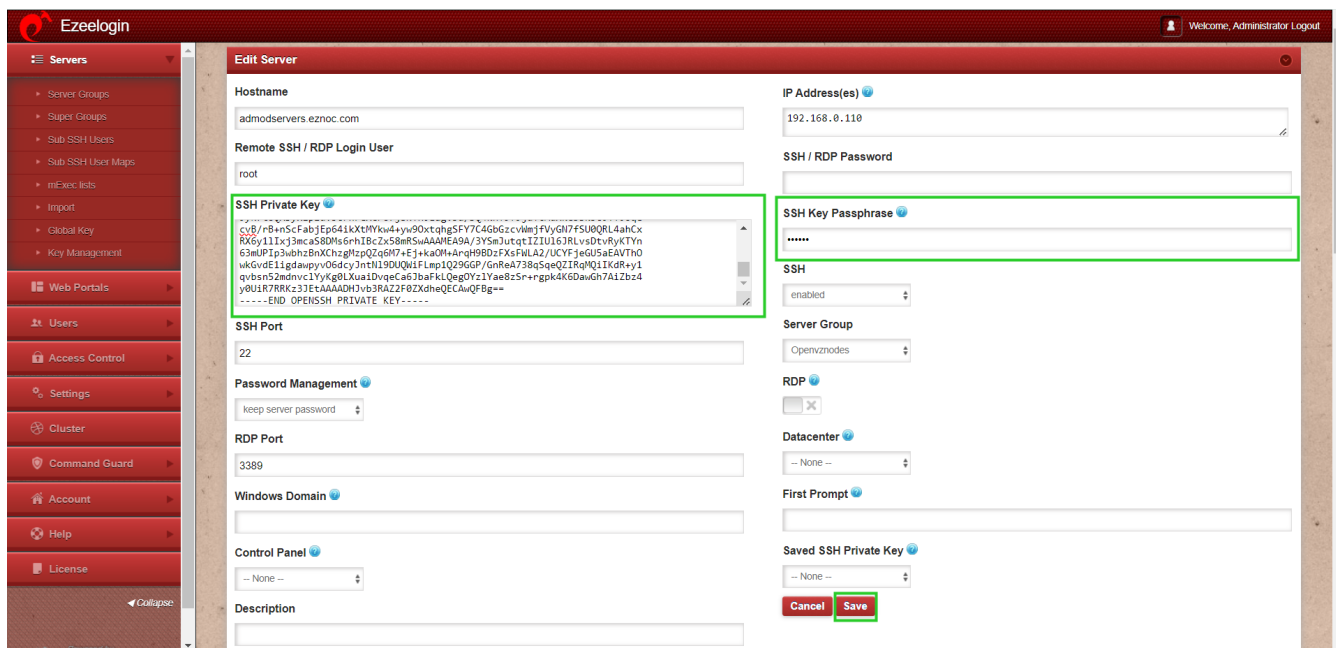 Ezeelogin
Welcome, Administrator Logout
Servers
Server Groups
Super Groups
Sub SSH Users
Sub SSH User Maps
mExec lists
Import
Global Key
Key Management
Web Portals
Users
Access Control
Settings
Cluster
Command Guard
Account
Help
License
Collapse
Edit Server
Hostname
admodservers.eznoc.com
Remote SSH / RDP Login User
root
SSH Private Key
cvB/rB+nScFabjEp64ikXtMYkw4+yw9OxtqhgSFY7C4GbGzcvWmjfVyGN7fSU0QRL4ahCx
RX6y11Ixj3mcaS8DMs6rhIBcZx58mRSwAAAMEA9A/3YSmJutqtIZIU16JRLvsDtvRyKTYn
63mUPIp3wbhzBnXChzgMzpQZq6M7+Ej+kaOM+ArqH9BDzFXsFWLA2/UCYFjeGU5aEAVThO
wkGvdE1igdawpyvO6dcyJntNl9DUQWiFLmp1Q29GGP/GnReA738qSqeQZIRqMQiIKdR+y1
qvbsn52mdnvclYyKg0LXuaiDvqeCa6JbaFkLQegOYz1Yae8zSr+rgpk4K6DawGh7AiZbz4
y0UiR7RRKz3JEtAAAADHJvb3RAZ2F0ZXdheQECAwQFBg==
-----END OPENSSH PRIVATE KEY-----
SSH Port
22
Password Management
keep server password
RDP Port
3389
Windows Domain
Control Panel
-- None --
Description
IP Address(es)
192.168.0.110
SSH / RDP Password
SSH Key Passphrase
••••••
SSH
enabled
Server Group
Openvznodes
RDP
Datacenter
-- None --
First Prompt
Saved SSH Private Key
-- None --
Cancel
Save